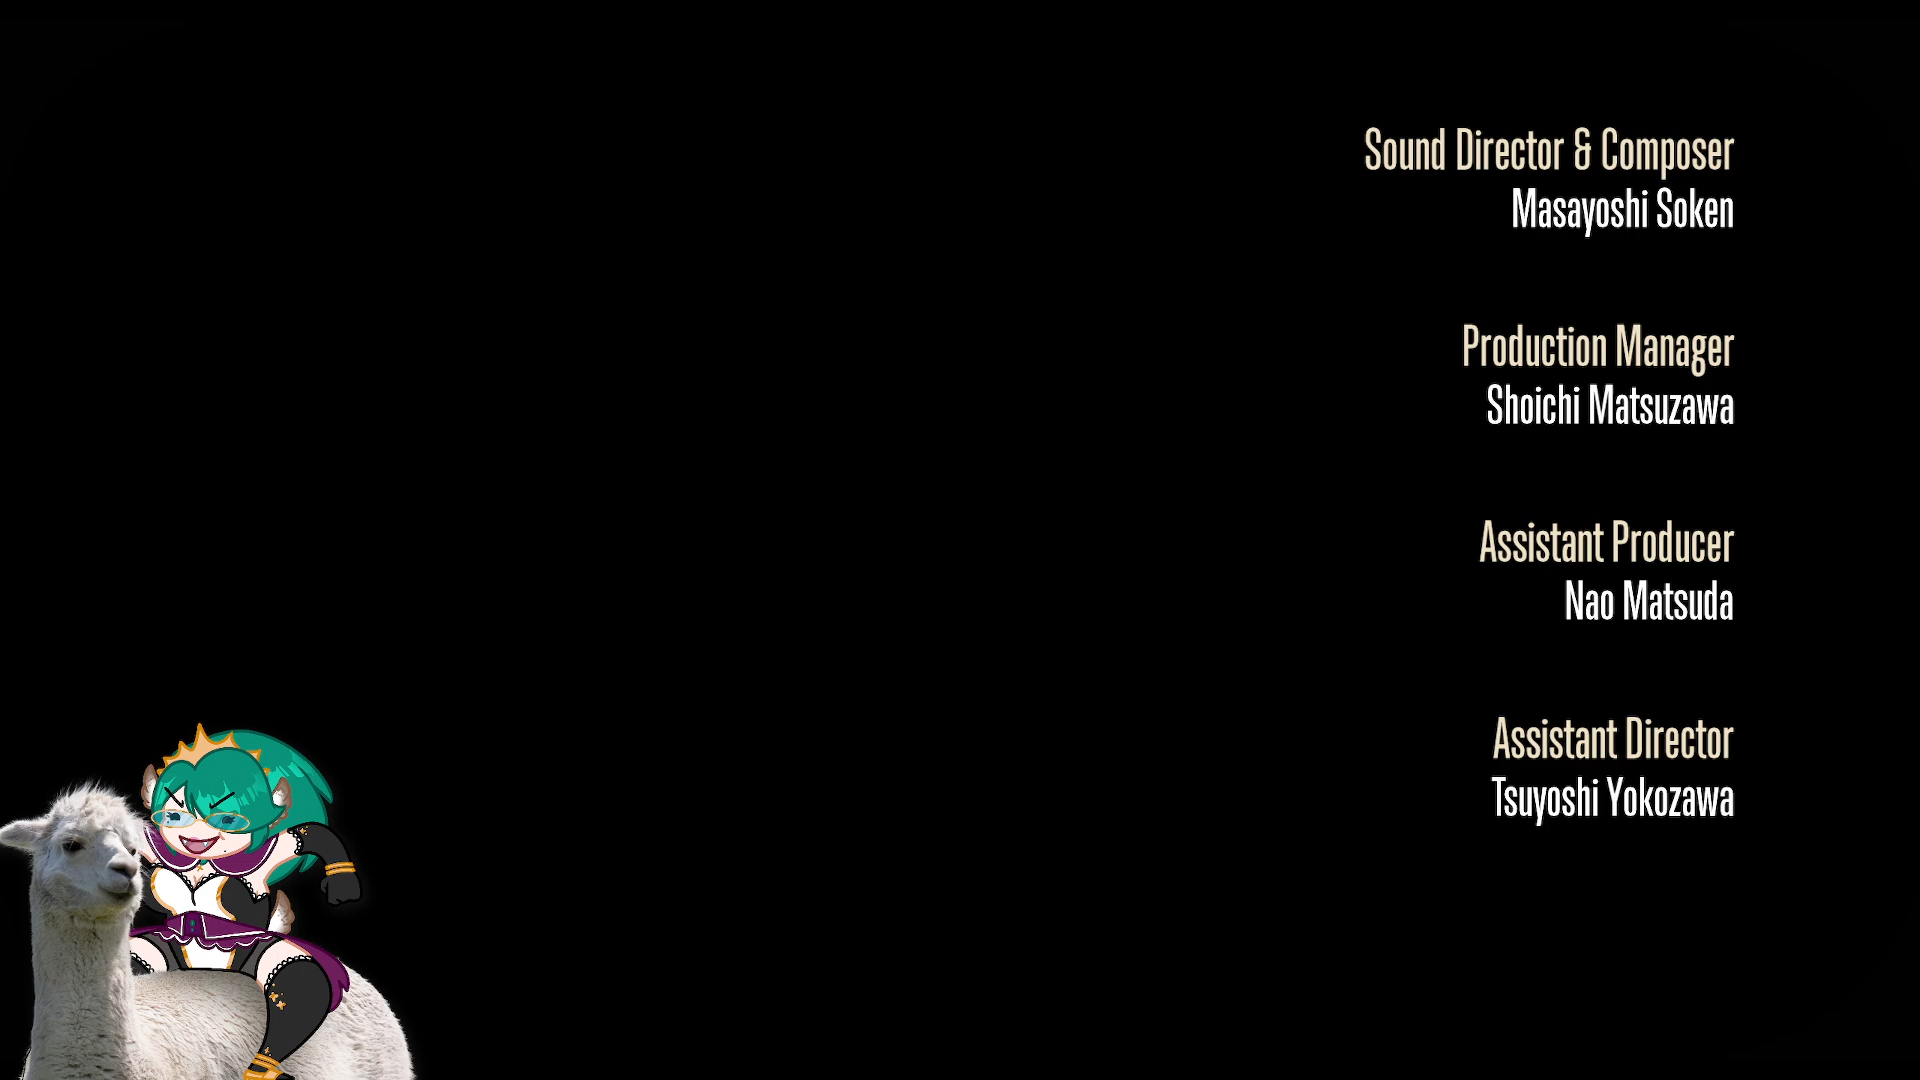 Sound Director & Composer
Masayoshi Soken
Production Manager
Shoichi Matsuzawa
Assistant Producer
Nao Matsuda
Assistant Director
Tsuyoshi Yokozawa